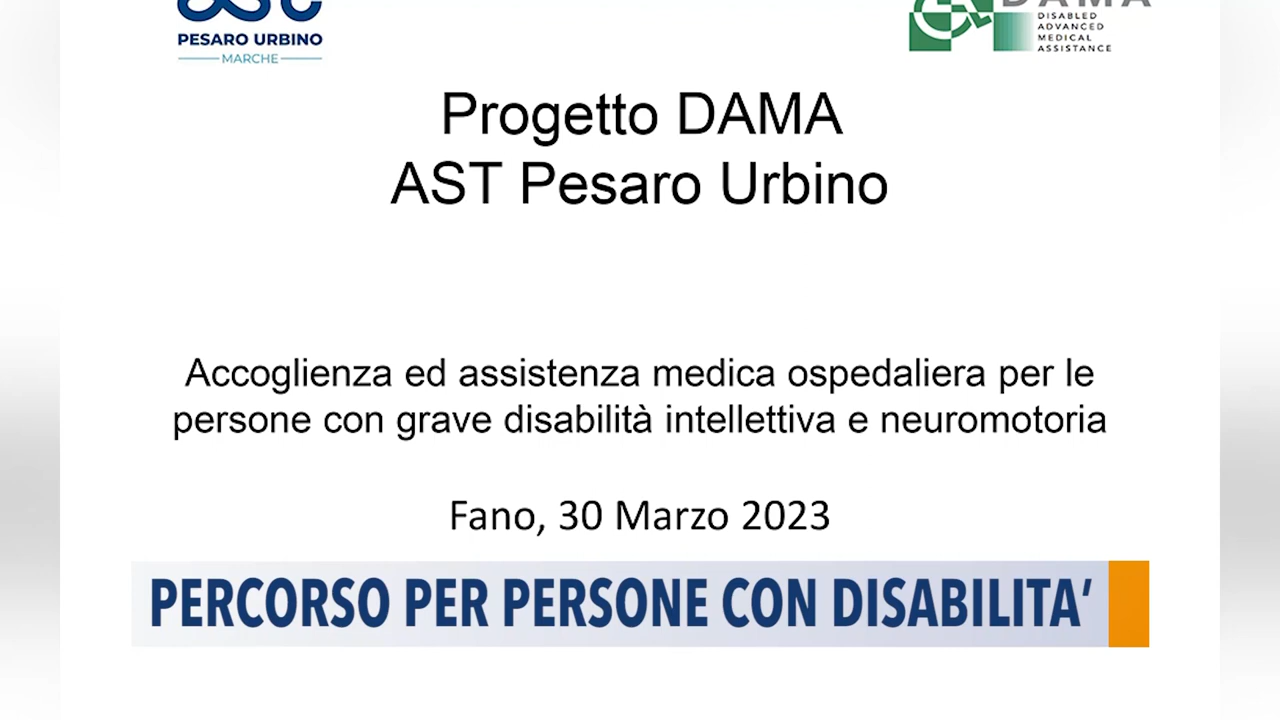 PESARO URBINO
MARCHE
DAMA
DISABLED
ADVANCED
MEDICAL
ASSISTANCE
Progetto DAMA
AST Pesaro Urbino
Accoglienza ed assistenza medica ospedaliera per le
persone con grave disabilità intellettiva e neuromotoria
Fano, 30 Marzo 2023
PERCORSO PER PERSONE CON DISABILITA’